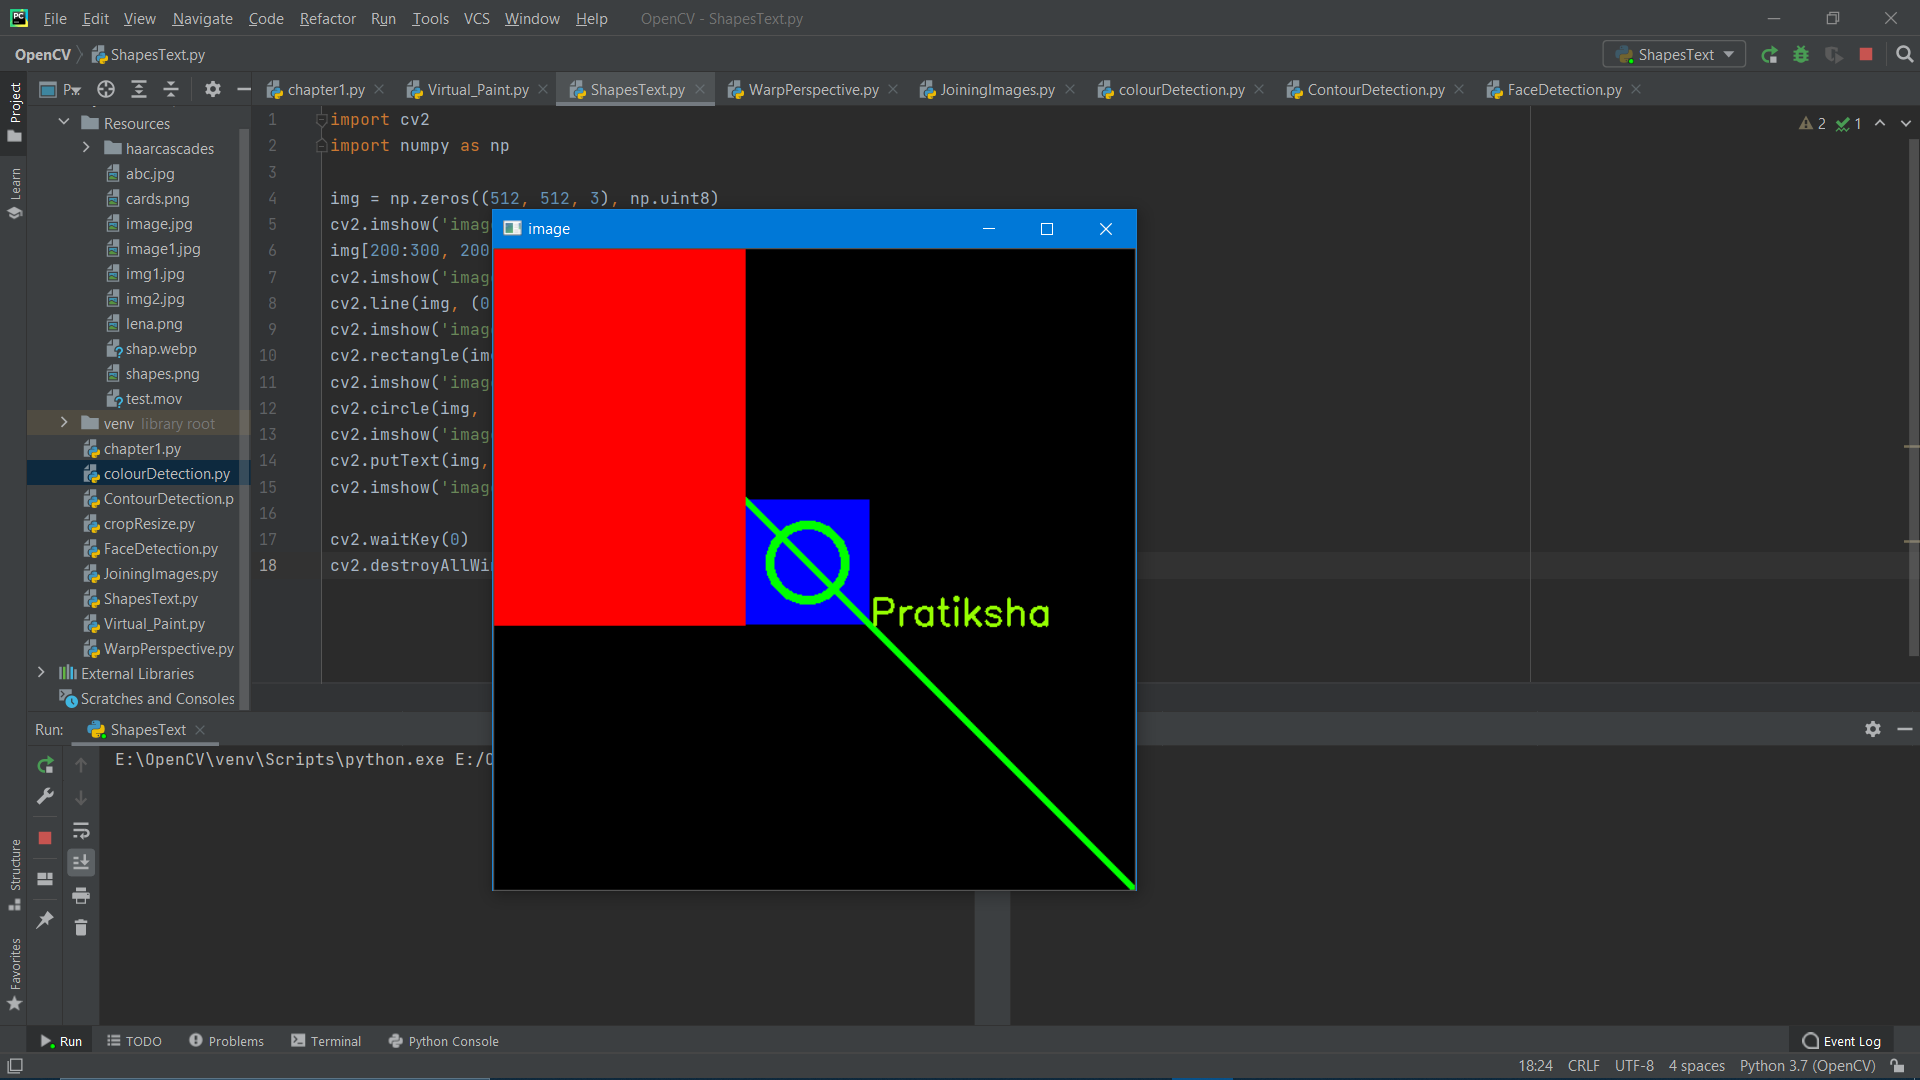 File Edit View Navigate Code Refactor Run Tools VCS Window Help OpenCV - ShapesText.py
OpenCV ShapesText.py ShapesText
P
chapter1.py Virtual_Paint.py ShapesText.py WarpPerspective.py JoiningImages.py colourDetection.py ContourDetection.py FaceDetection.py
Project
Learn
Structure
Favorites
Resources
haarcascades
abc.jpg
cards.png
image.jpg
image1.jpg
img1.jpg
img2.jpg
lena.png
shap.webp
shapes.png
test.mov
venv library root
chapter1.py
colourDetection.py
ContourDetection.p
cropResize.py
FaceDetection.py
JoiningImages.py
ShapesText.py
Virtual_Paint.py
WarpPerspective.py
External Libraries
Scratches and Consoles
2 1
1 import cv2
2 import numpy as np
3
4 img = np.zeros((512, 512, 3), np.uint8)
5 cv2.imshow('imag
6 img[200:300, 200
7 cv2.imshow('imag
8 cv2.line(img, (0
9 cv2.imshow('imag
10 cv2.rectangle(im
11 cv2.imshow('imag
12 cv2.circle(img,
13 cv2.imshow('imag
14 cv2.putText(img,
15 cv2.imshow('imag
16
17 cv2.waitKey(0)
18 cv2.destroyAllWi
image
Pratiksha
Run: ShapesText
E:\OpenCV\venv\Scripts\python.exe E:/O
Run TODO Problems Terminal Python Console Event Log
18:24 CRLF UTF-8 4 spaces Python 3.7 (OpenCV)